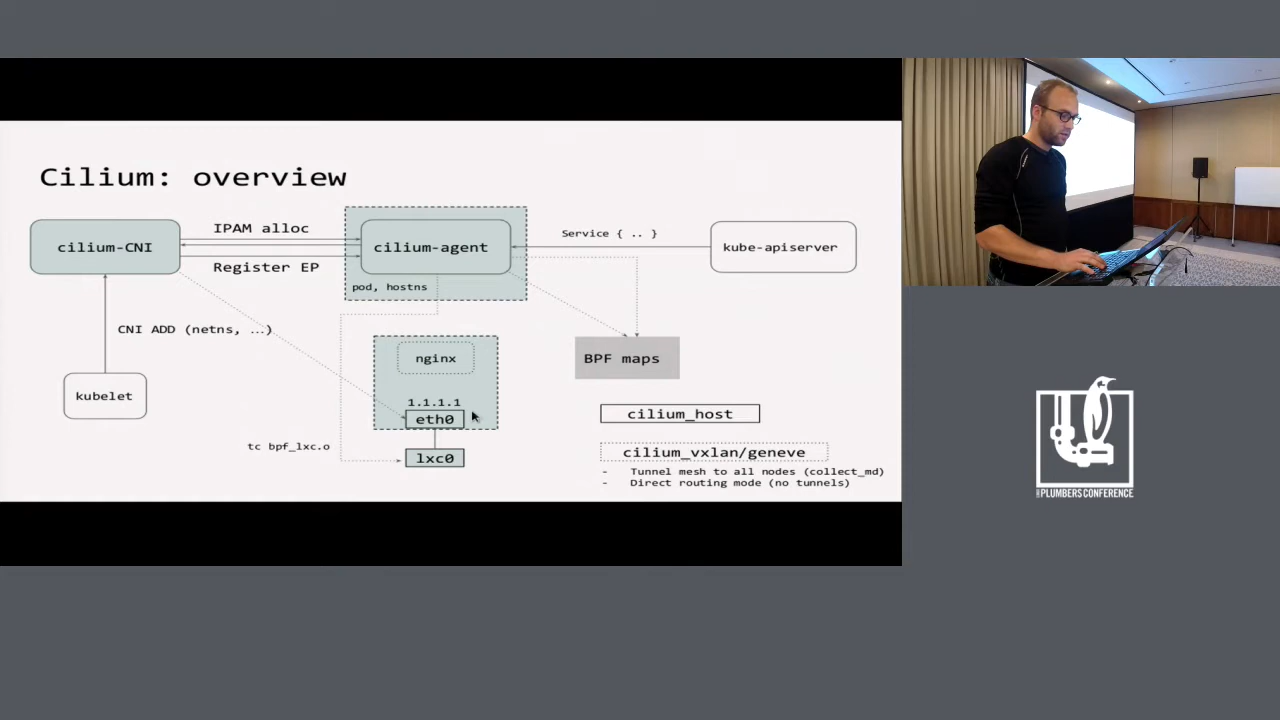 Cilium: overview
cilium-CNI
IPAM alloc
Register EP
cilium-agent
pod, hostns
Service { .. }
kube-apiserver
CNI ADD (netns, …)
kubelet
nginx
1.1.1.1
eth0
BPF maps
tc bpf_lxc.o
lxc0
cilium_host
cilium_vxlan/geneve
- Tunnel mesh to all nodes (collect_md)
- Direct routing mode (no tunnels)
PLUMBERS CONFERENCE